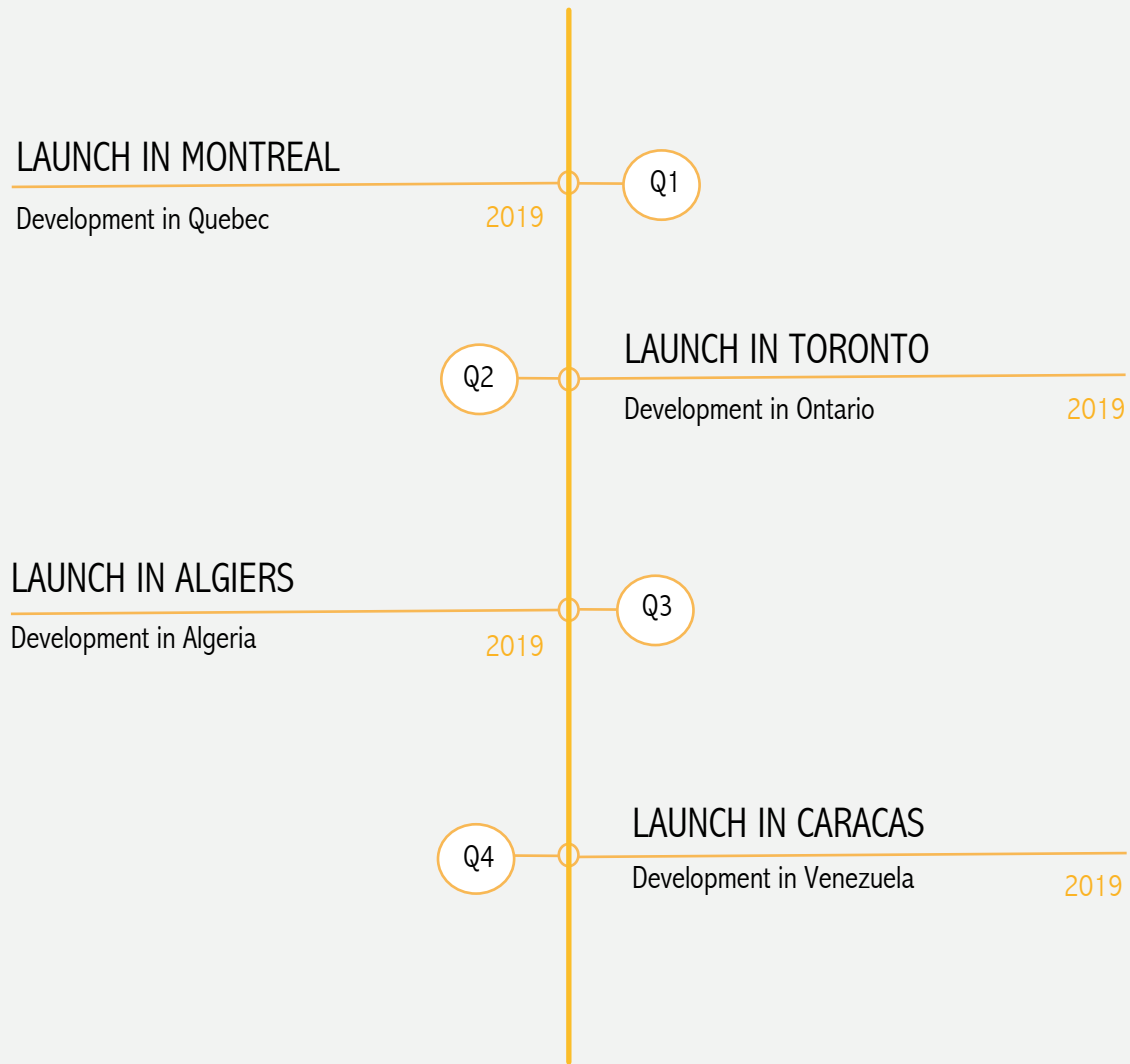 LAUNCH IN MONTREAL
Q1
Development in Quebec
2019
LAUNCH IN TORONTO
Q2
Development in Ontario
2019
LAUNCH IN ALGIERS
Q3
Development in Algeria
2019
LAUNCH IN CARACAS
Q4
Development in Venezuela
2019